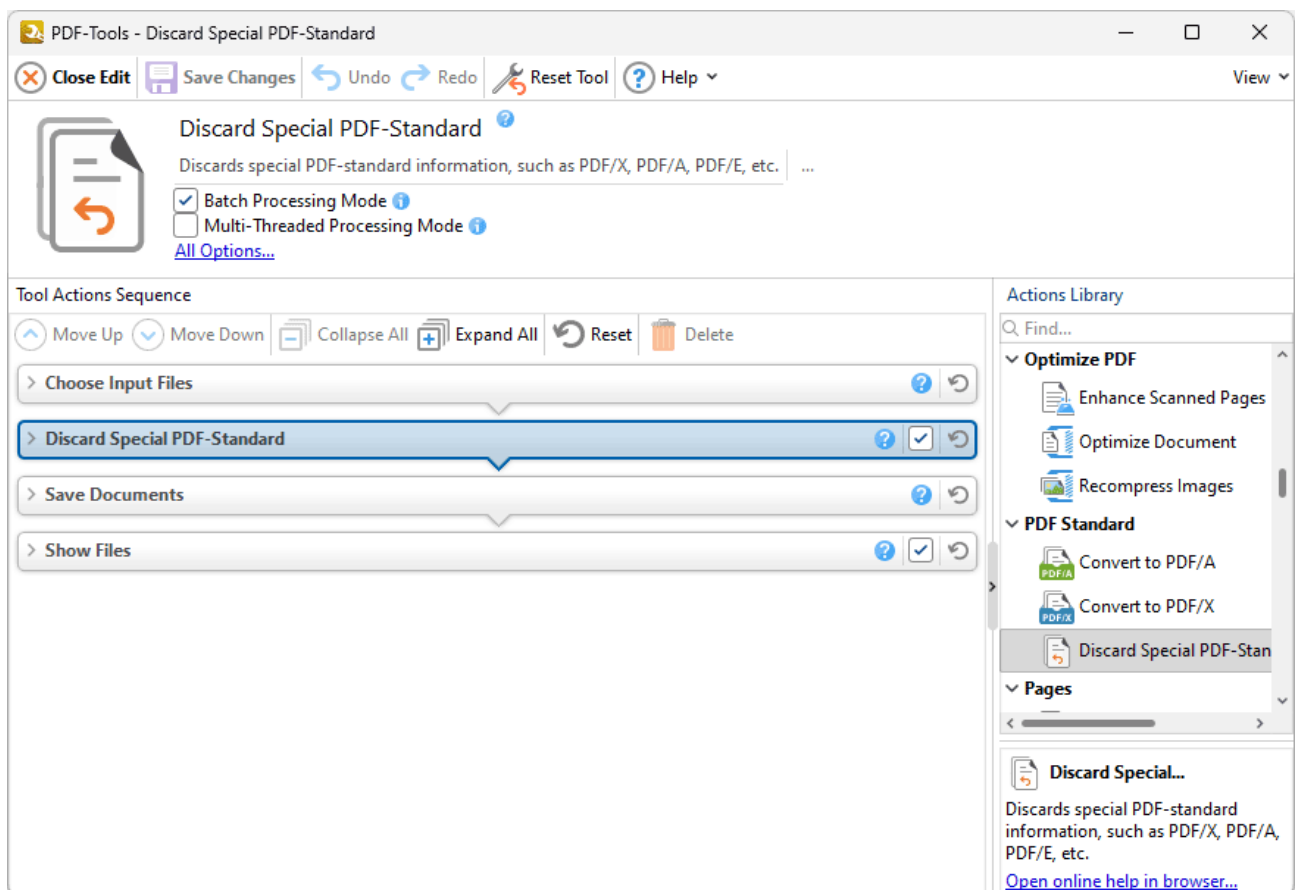 PDF-Tools - Discard Special PDF-Standard
Close Edit Save Changes Undo Redo Reset Tool ? Help View
Discard Special PDF-Standard ?
Discards special PDF-standard information, such as PDF/X, PDF/A, PDF/E, etc. ...
Batch Processing Mode i
Multi-Threaded Processing Mode i
All Options...
Tool Actions Sequence
Move Up Move Down Collapse All Expand All Reset Delete
Choose Input Files ?
Discard Special PDF-Standard ?
Save Documents ?
Show Files ?
Actions Library
Find...
Optimize PDF
Enhance Scanned Pages
Optimize Document
Recompress Images
PDF Standard
PDF/A Convert to PDF/A
PDF/X Convert to PDF/X
Discard Special PDF-Stan
Pages
Discard Special...
Discards special PDF-standard
information, such as PDF/X, PDF/A,
PDF/E, etc.
Open online help in browser...